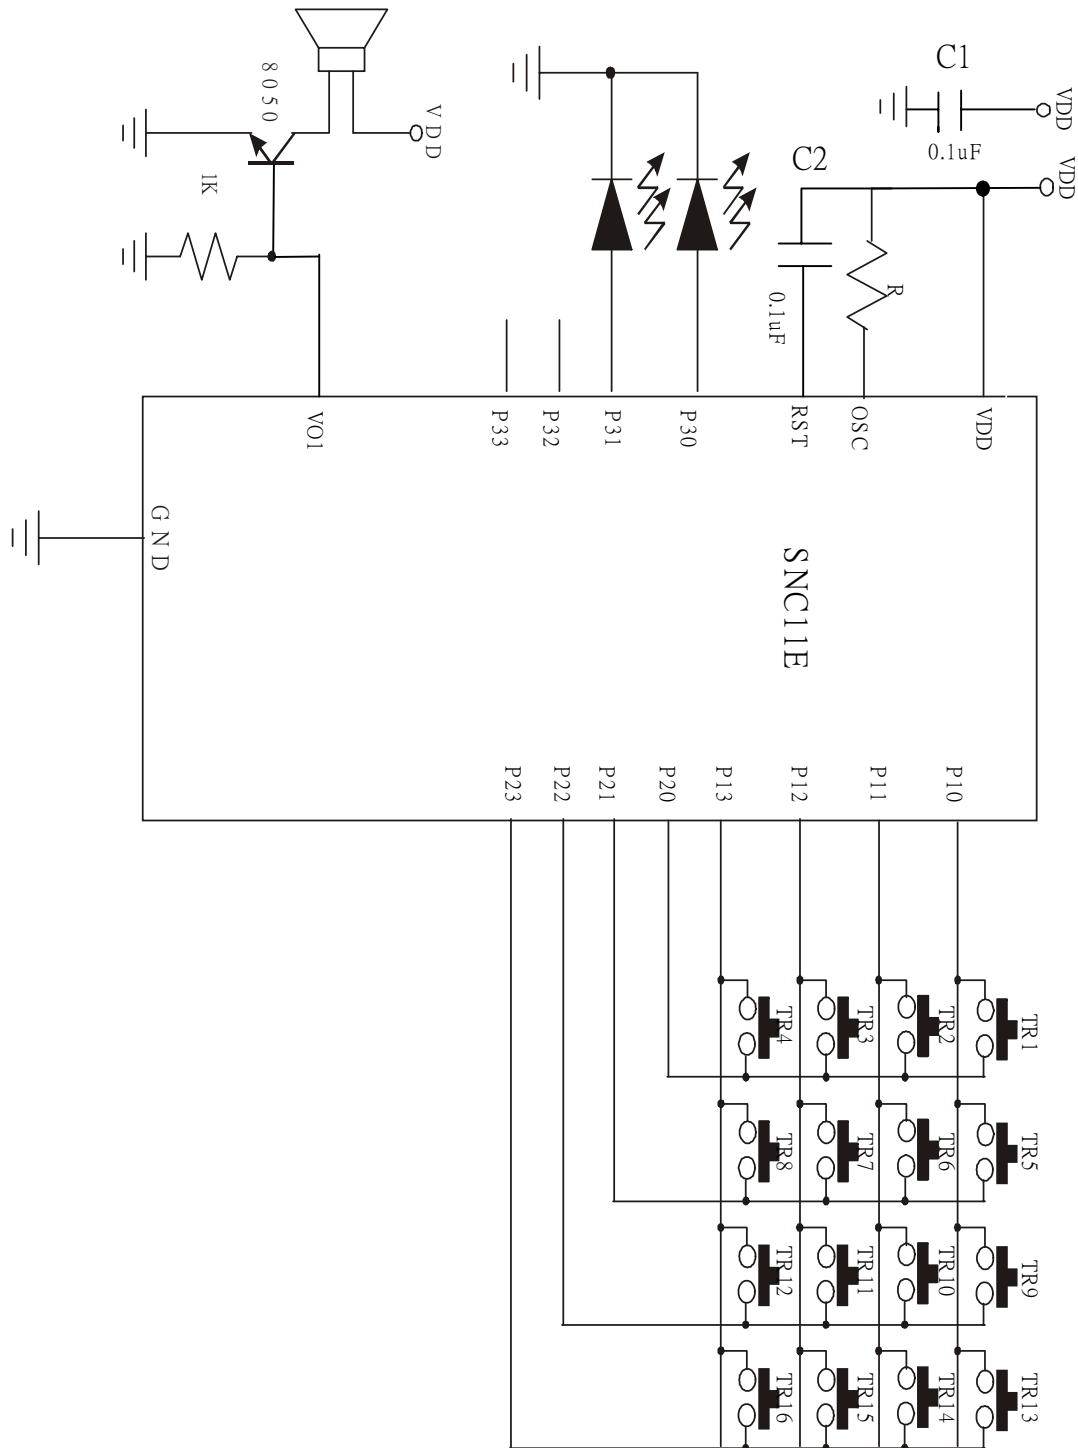 C1
VDD
0.1uF
VDD
C2
8050
VDD
1K
R
0.1uF
VO1
P33
P32
P31
P30
RST
OSC
VDD
GND
SNC11E
P23
P22
P21
P20
P13
P12
P11
P10
TR4
TR3
TR2
TR1
TR8
TR7
TR6
TR5
TR12
TR11
TR10
TR9
TR16
TR15
TR14
TR13